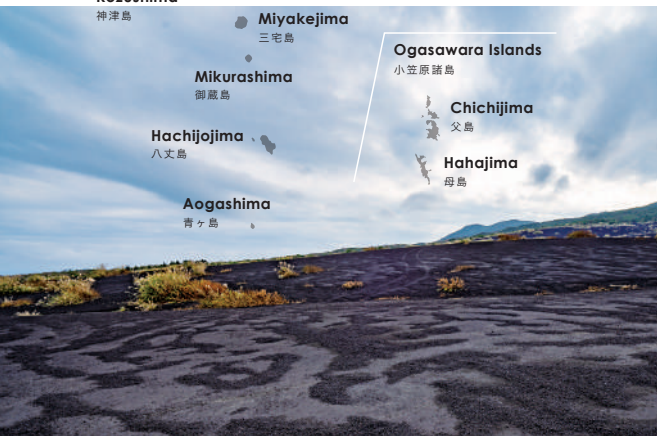 神津島
Miyakejima
三宅島
Mikurashima
御蔵島
Hachijojima
八丈島
Aogashima
青ヶ島
Ogasawara Islands
小笠原諸島
Chichijima
父島
Hahajima
母島